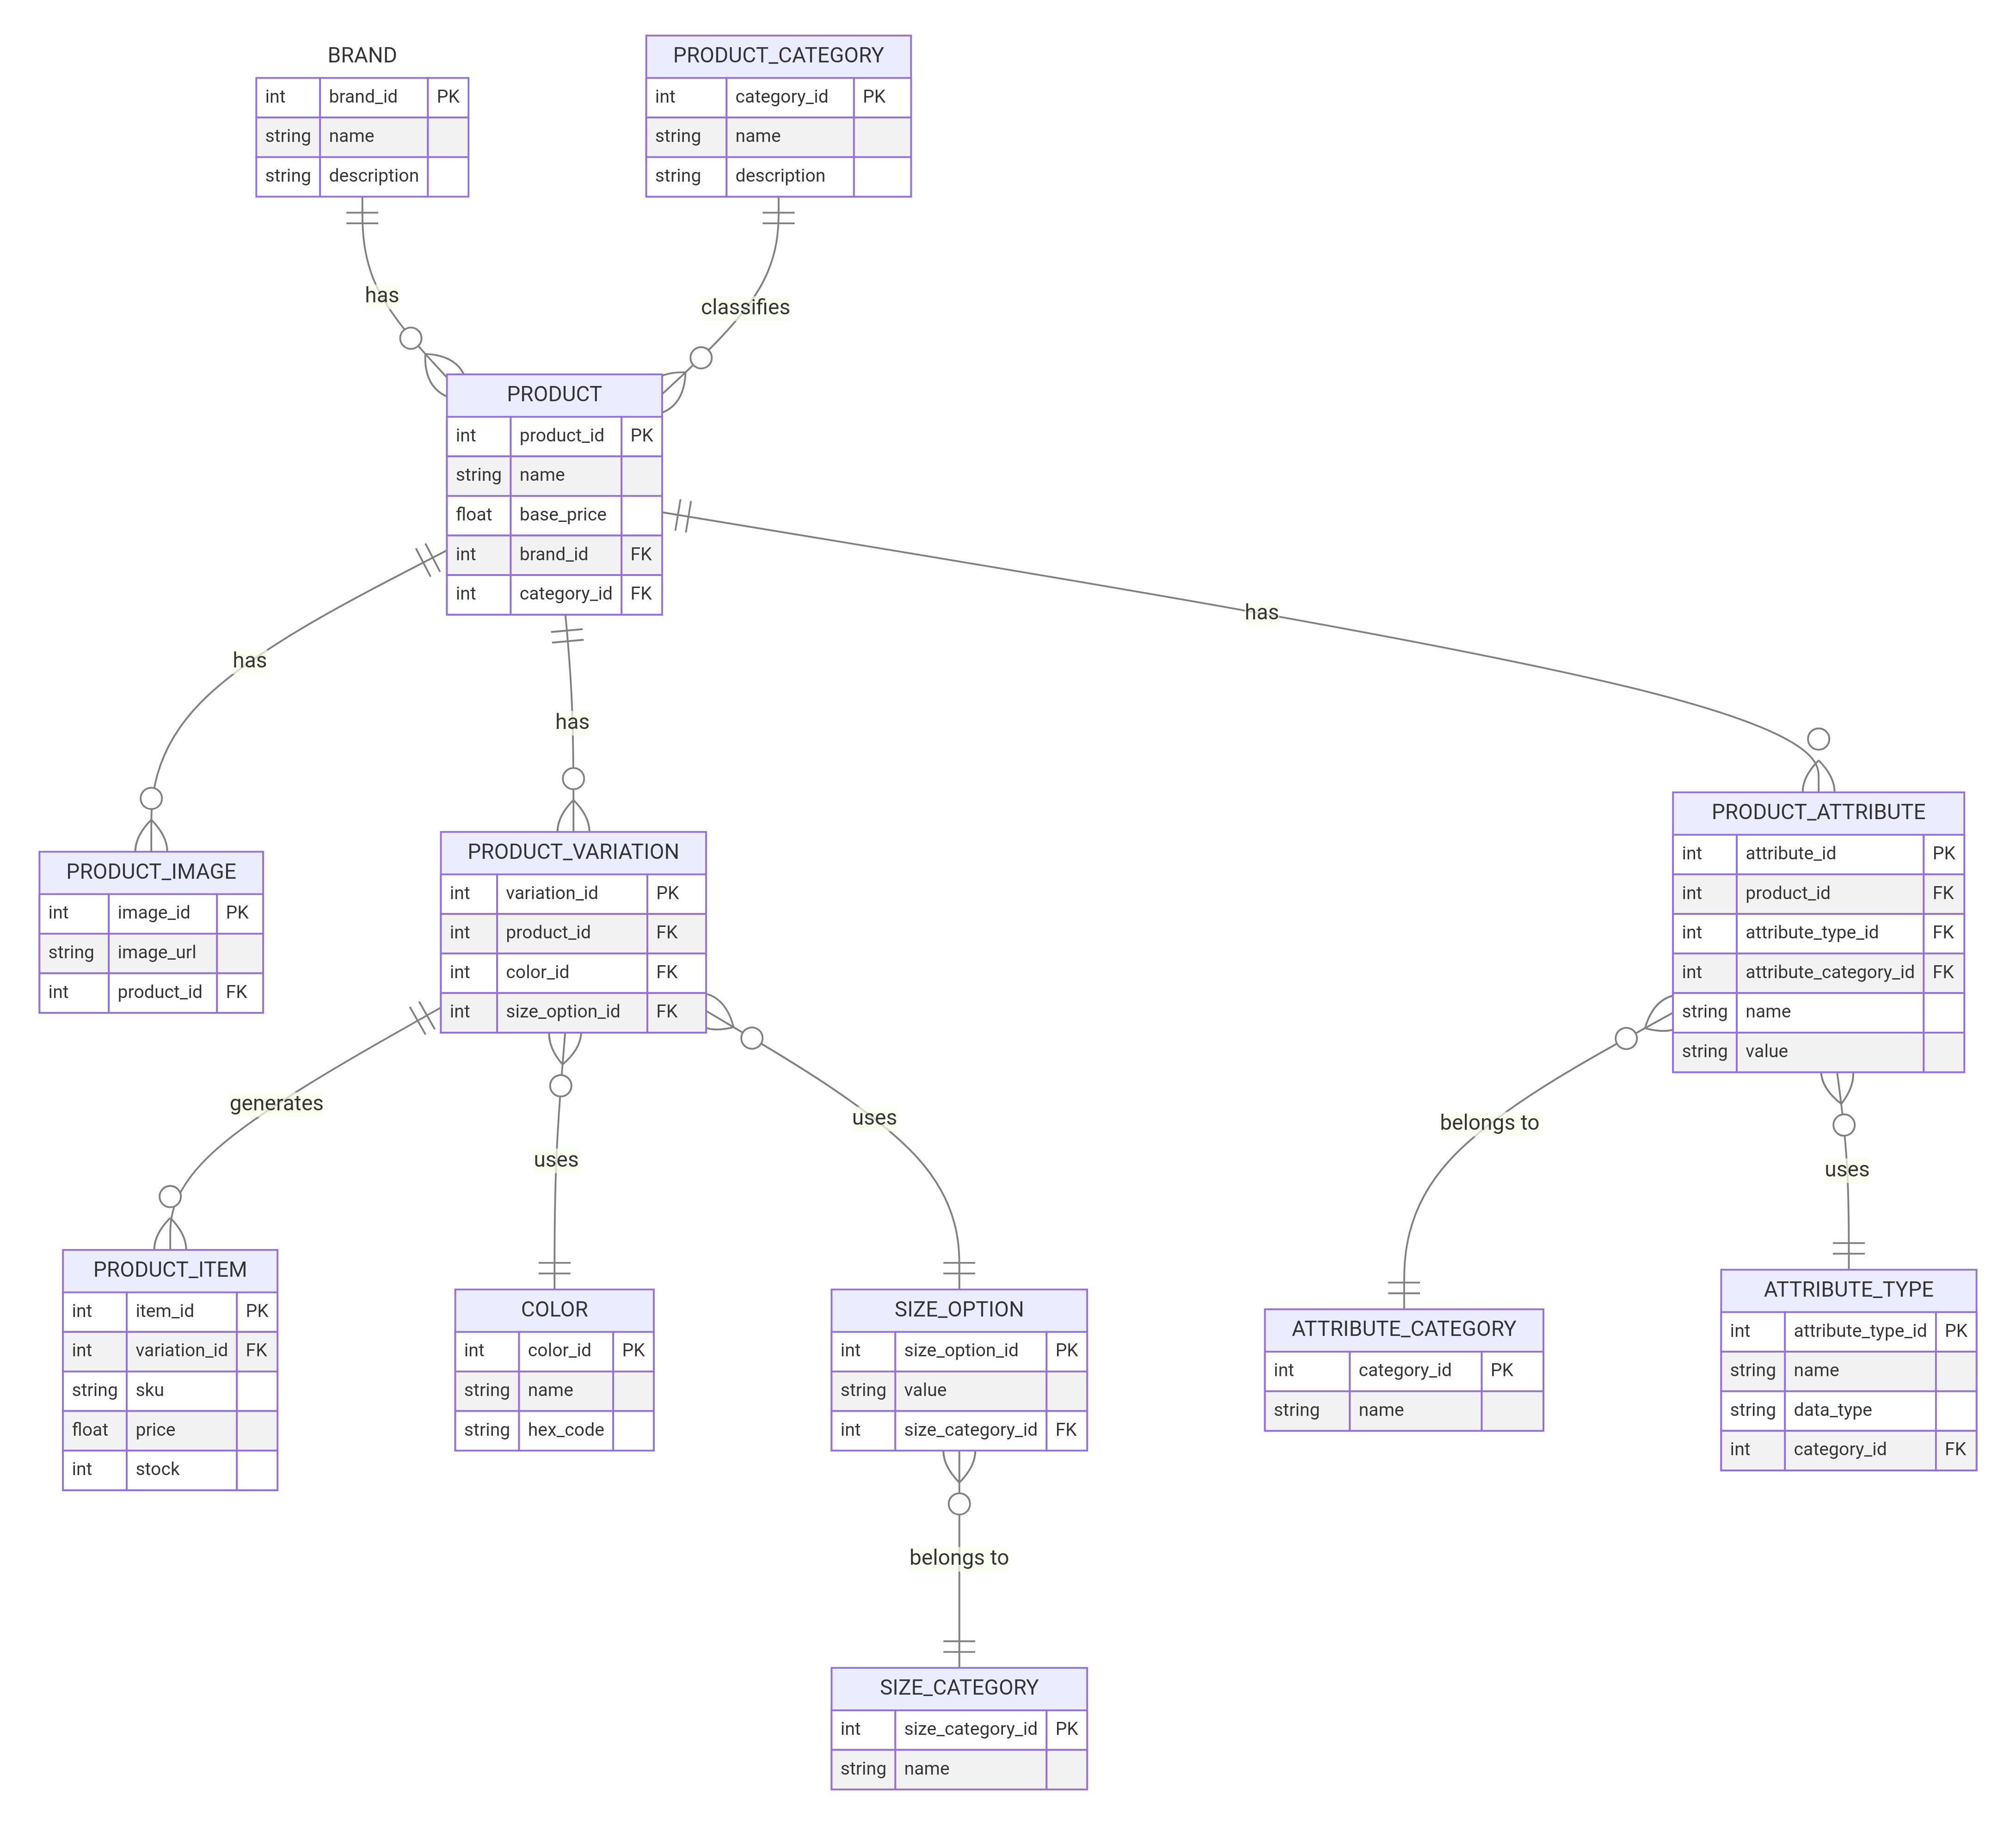 BRAND
int brand_id PK
string name
string description
PRODUCT_CATEGORY
int category_id PK
string name
string description
has
classifies
PRODUCT
int product_id PK
string name
float base_price
int brand_id FK
int category_id FK
has
has
has
PRODUCT_IMAGE
int image_id PK
string image_url
int product_id FK
PRODUCT_VARIATION
int variation_id PK
int product_id FK
int color_id FK
int size_option_id FK
PRODUCT_ATTRIBUTE
int attribute_id PK
int product_id FK
int attribute_type_id FK
int attribute_category_id FK
string name
string value
generates
uses
uses
belongs to
uses
PRODUCT_ITEM
int item_id PK
int variation_id FK
string sku
float price
int stock
COLOR
int color_id PK
string name
string hex_code
SIZE_OPTION
int size_option_id PK
string value
int size_category_id FK
ATTRIBUTE_CATEGORY
int category_id PK
string name
ATTRIBUTE_TYPE
int attribute_type_id PK
string name
string data_type
int category_id FK
belongs to
SIZE_CATEGORY
int size_category_id PK
string name